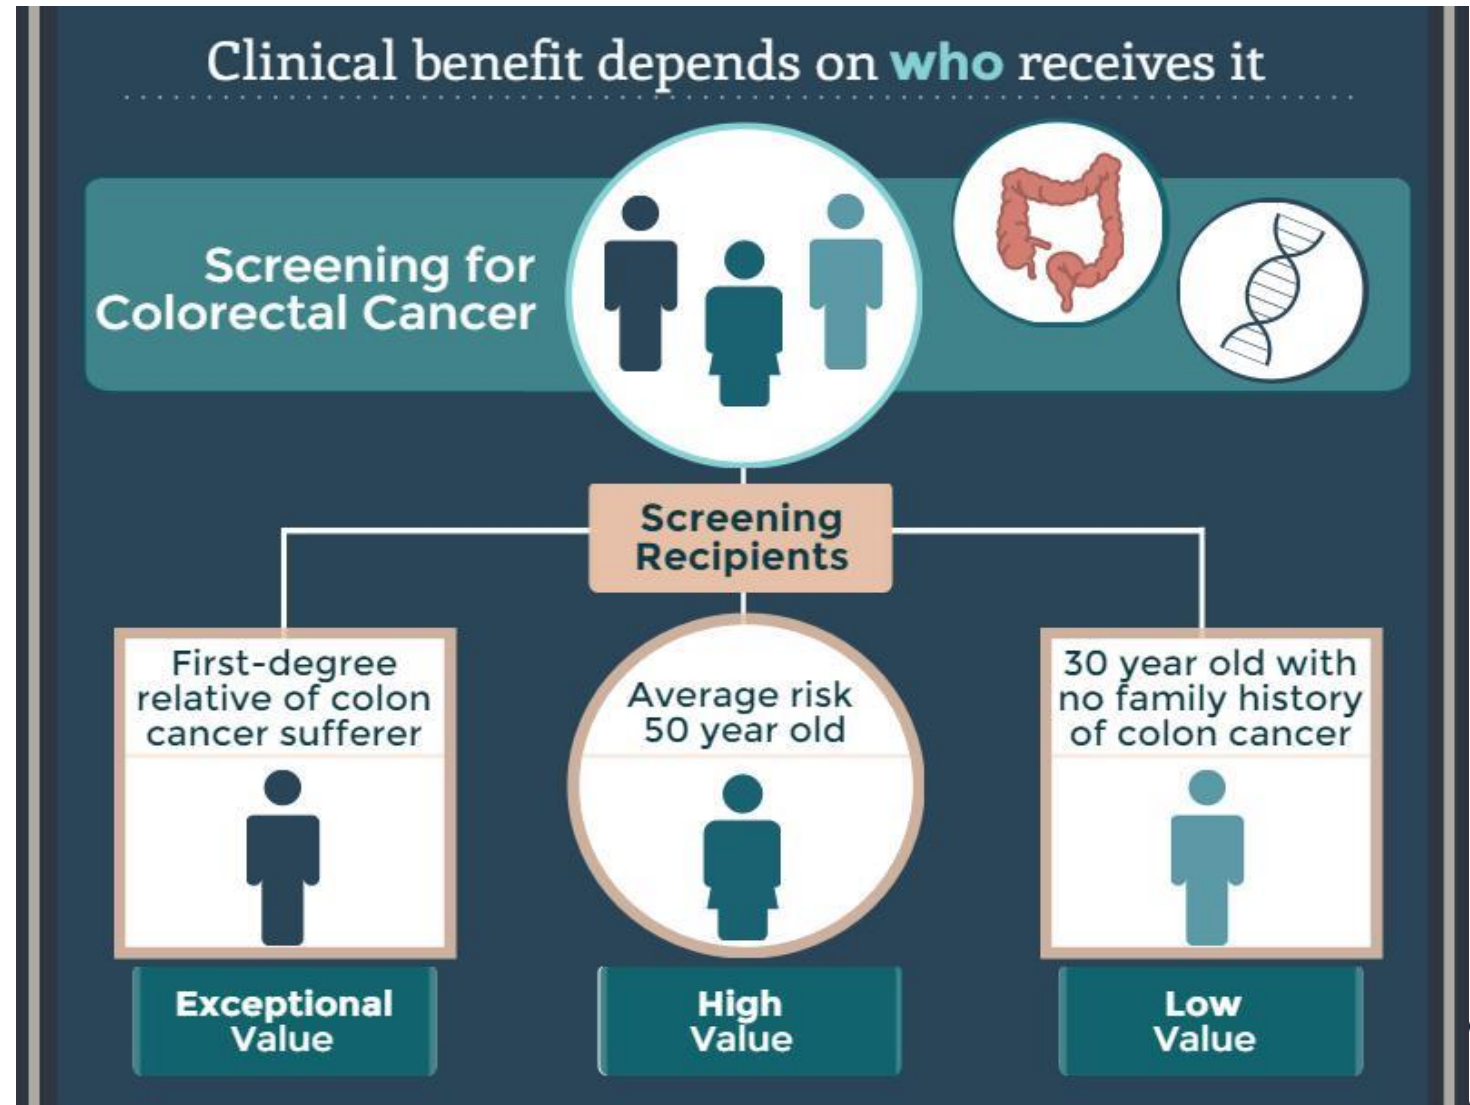 Clinical benefit depends on who receives it
Screening for
Colorectal Cancer
Screening
Recipients
First-degree
relative of colon
cancer sufferer
Average risk
50 year old
30 year old with
no family history
of colon cancer
Exceptional
Value
High
Value
Low
Value